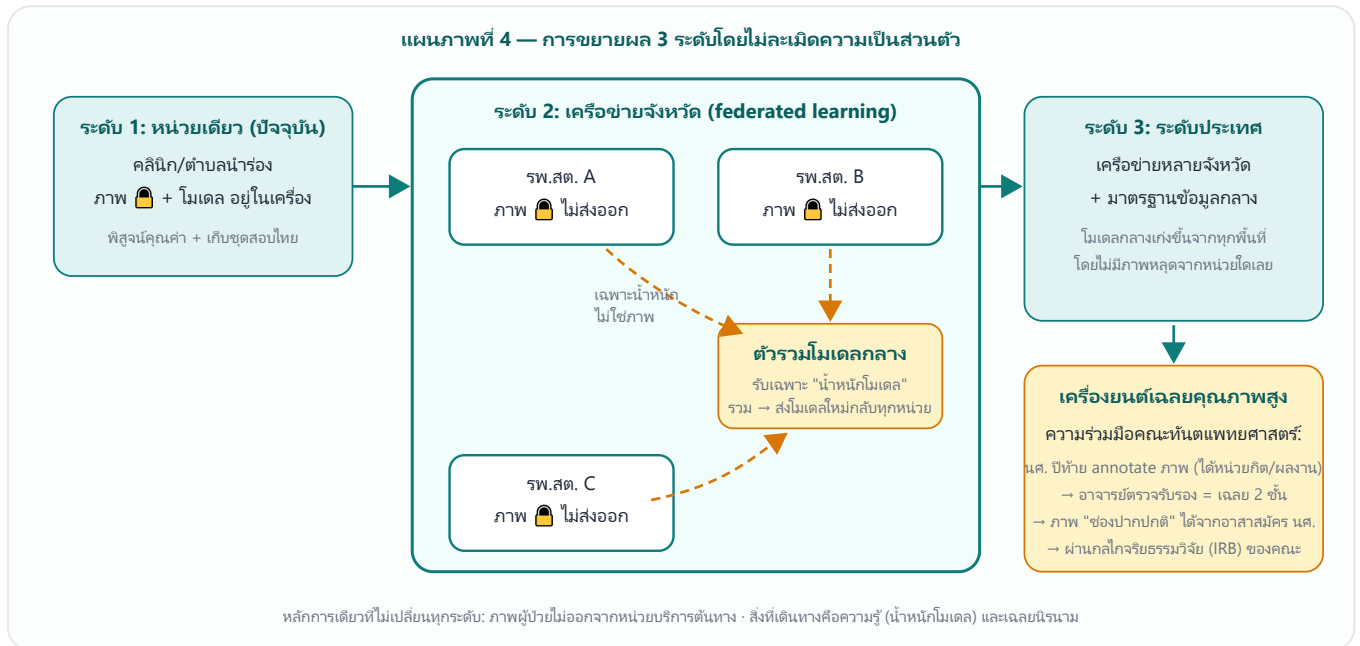 แผนภาพที่ 4 — การขยายผล 3 ระดับโดยไม่ละเมิดความเป็นส่วนตัว
ระดับ 1: หน่วยเดียว (ปัจจุบัน)
คลินิก/ตำบลนำร่อง
ภาพ 🔒 + โมเดล อยู่ในเครื่อง
พิสูจน์คุณค่า + เก็บชุดสอบไทย
ระดับ 2: เครือข่ายจังหวัด (federated learning)
รพ.สต. A
ภาพ 🔒 ไม่ส่งออก
รพ.สต. B
ภาพ 🔒 ไม่ส่งออก
เฉพาะน้ำหนัก
ไม่ใช่ภาพ
ตัวรวมโมเดลกลาง
รับเฉพาะ "น้ำหนักโมเดล"
รวม → ส่งโมเดลใหม่กลับทุกหน่วย
รพ.สต. C
ภาพ 🔒 ไม่ส่งออก
ระดับ 3: ระดับประเทศ
เครือข่ายหลายจังหวัด
+ มาตรฐานข้อมูลกลาง
โมเดลกลางเก่งขึ้นจากทุกพื้นที่
โดยไม่มีภาพหลุดจากหน่วยใดเลย
เครื่องยนต์เฉลยคุณภาพสูง
ความร่วมมือคณะทันตแพทยศาสตร์:
นศ. ปีท้าย annotate ภาพ (ได้หน่วยกิต/ผลงาน)
→ อาจารย์ตรวจรับรอง = เฉลย 2 ชั้น
→ ภาพ "ช่องปากปกติ" ได้จากอาสาสมัคร นศ.
→ ผ่านกลไกจริยธรรมวิจัย (IRB) ของคณะ
หลักการเดียวที่ไม่เปลี่ยนทุกระดับ: ภาพผู้ป่วยไม่ออกจากหน่วยบริการต้นทาง · สิ่งที่เดินทางคือความรู้ (น้ำหนักโมเดล) และเฉลยนิรนาม